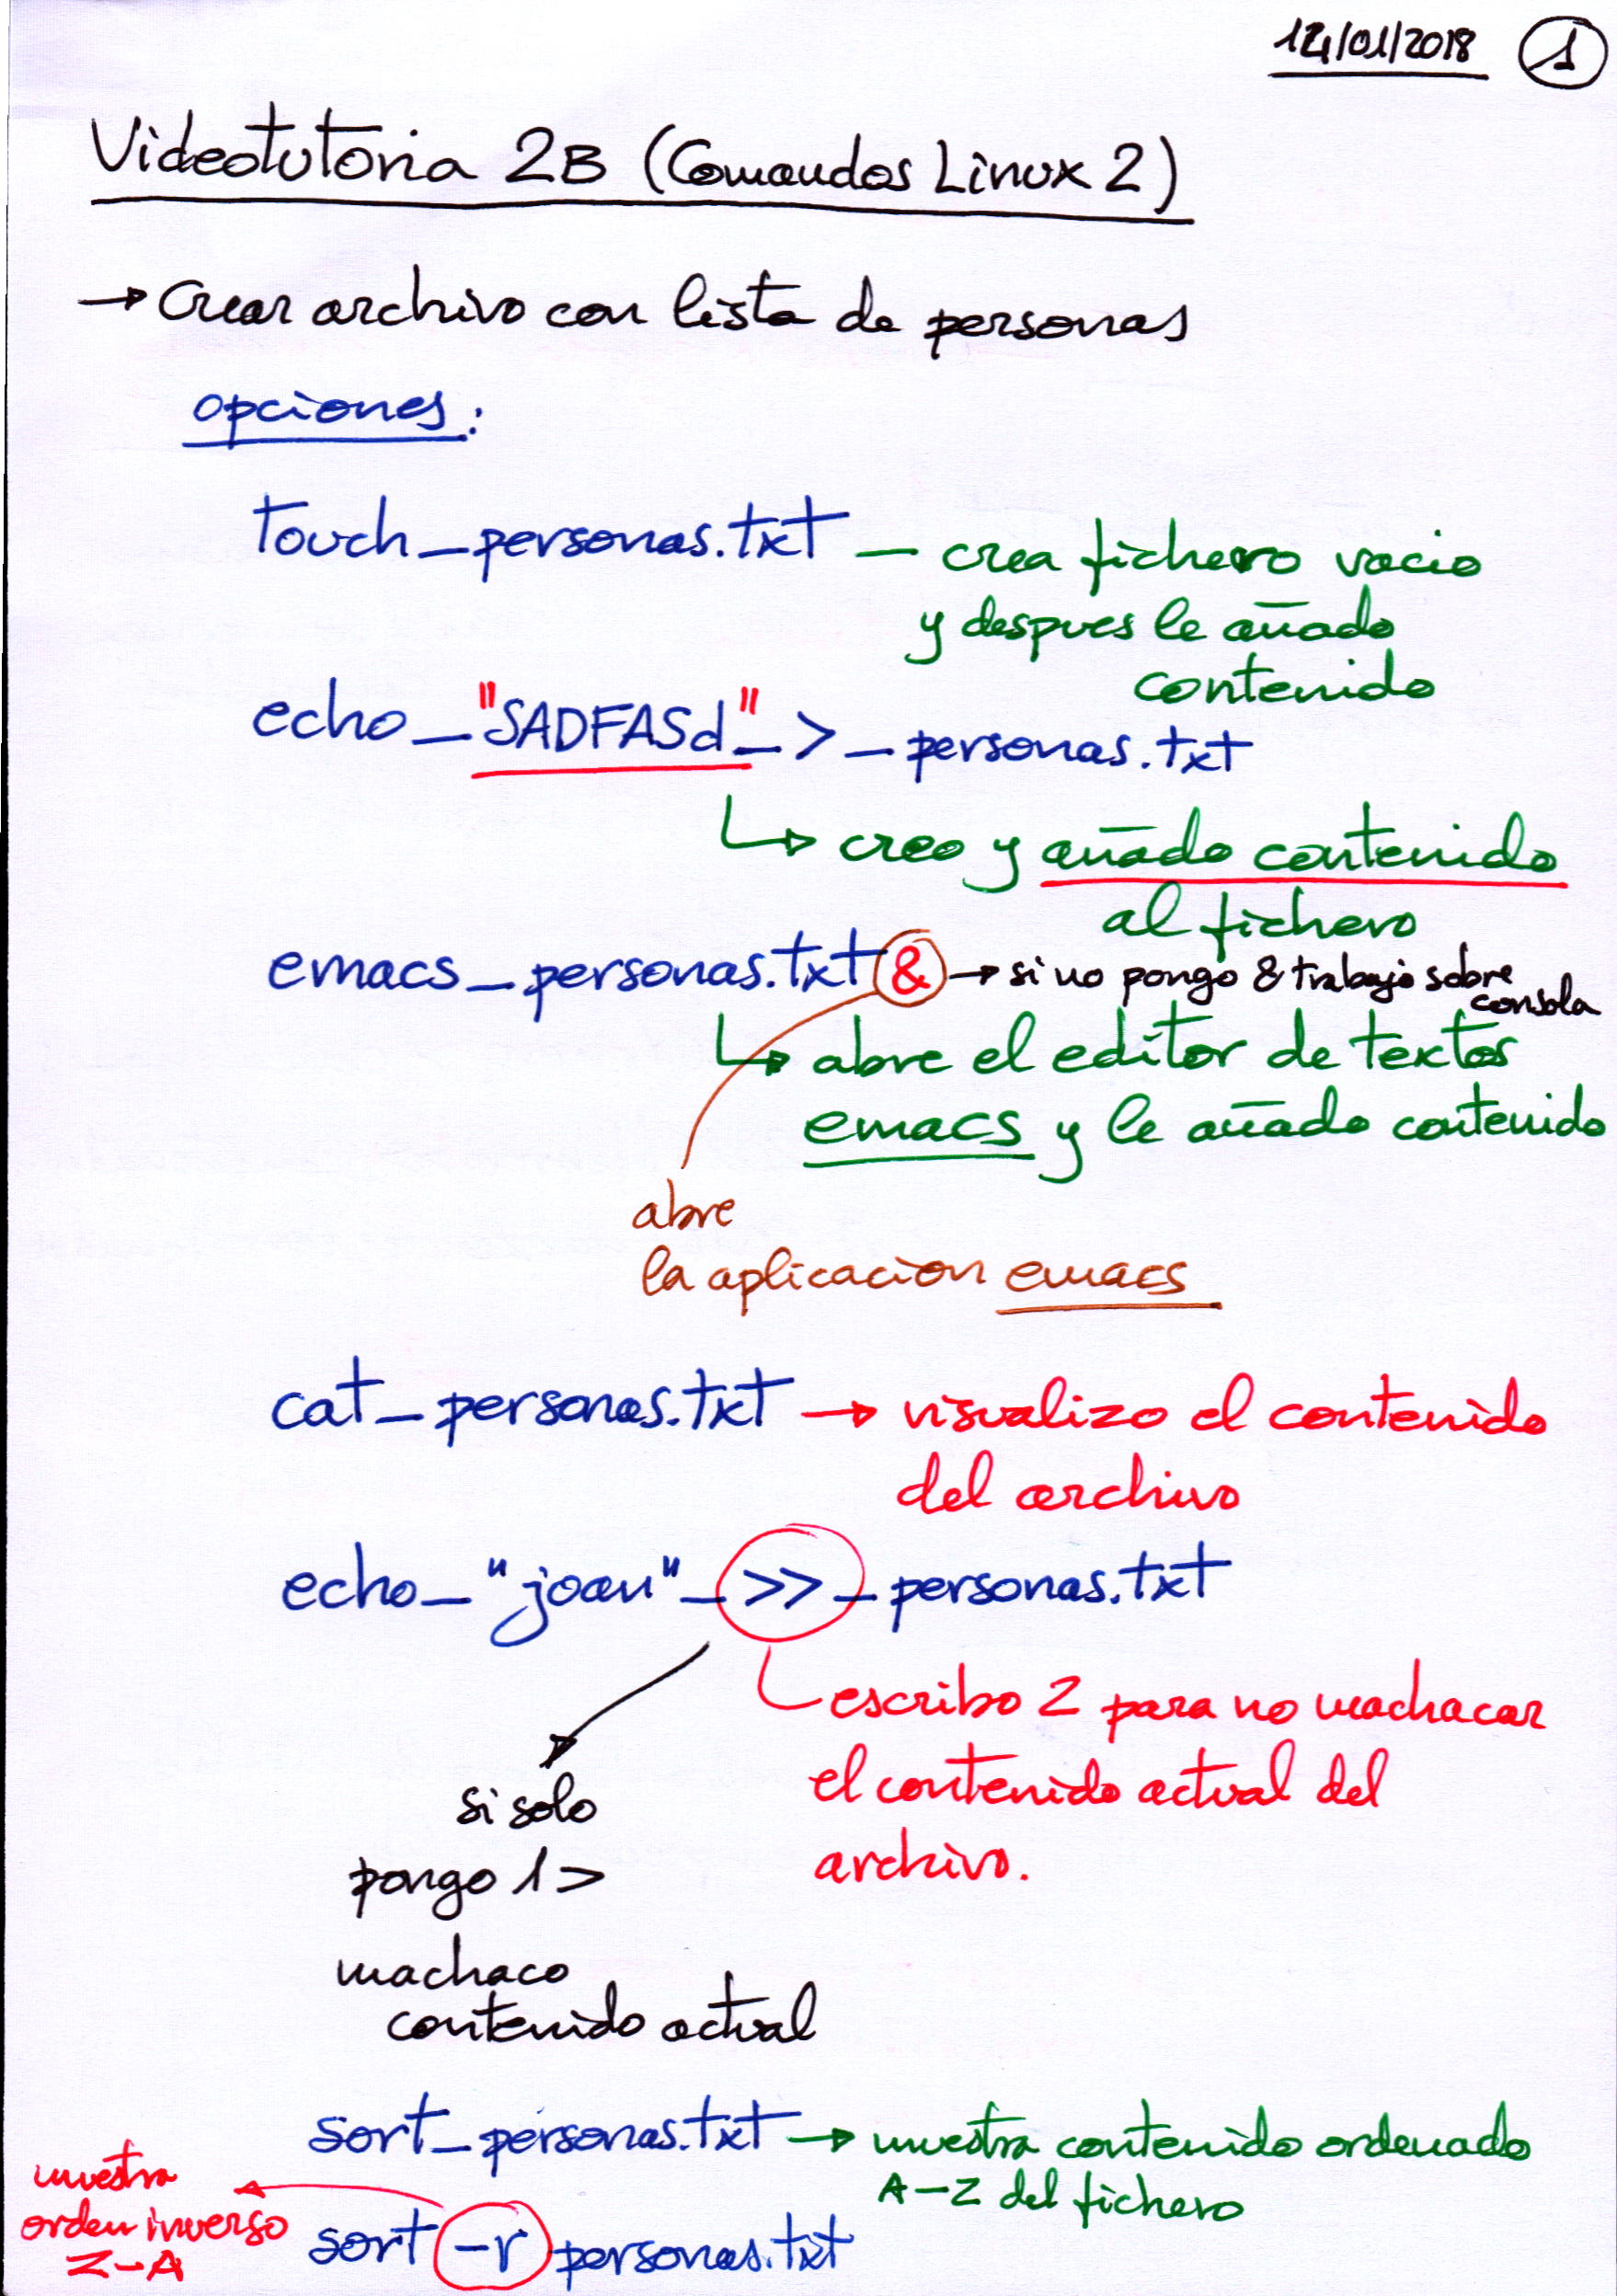 14/01/2018 1
Videotutoria 2B (Comandos Linux 2)
→ Crear archivo con lista de personas
opciones:
touch_personas.txt — crea fichero vacio
y despues le añado
contenido
echo_"SADFASd"_>_personas.txt
↳ creo y añado contenido
al fichero
emacs_personas.txt & → si no pongo & trabajo sobre
consola
↳ abre el editor de textos
emacs y le añado contenido
abre
la aplicacion emacs
cat_personas.txt → visualizo el contenido
del archivo
echo_"joan"_>>_personas.txt
escribo 2 para no machacar
el contenido actual del
archivo.
si solo
pongo 1 >
machaco
contenido actual
sort_personas.txt → muestra contenido ordenado
A-Z del fichero
muestra
orden inverso
Z-A
sort -r personas.txt